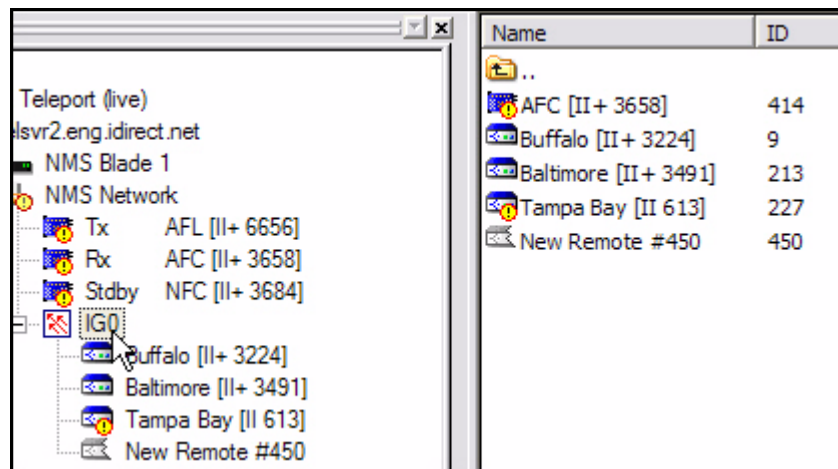 Teleport (live)
elsvr2.eng.idirect.net
NMS Blade 1
NMS Network
Tx AFL [II+ 6656]
Rx AFC [II+ 3658]
Stdby NFC [II+ 3684]
IG0
Buffalo [II+ 3224]
Baltimore [II+ 3491]
Tampa Bay [II 613]
New Remote #450
Name ID
..
AFC [II+ 3658] 414
Buffalo [II+ 3224] 9
Baltimore [II+ 3491] 213
Tampa Bay [II 613] 227
New Remote #450 450